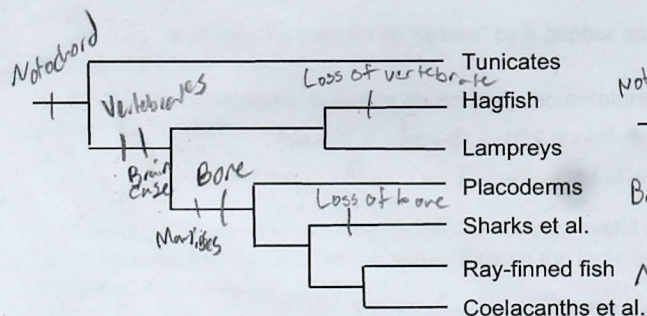 Notochord
Vertebrates
Brain
case
Bone
Loss of vertebrate
Loss of bone
Tunicates
Hagfish
Lampreys
Placoderms
Sharks et al.
Ray-finned fish
Coelacanths et al.
Not